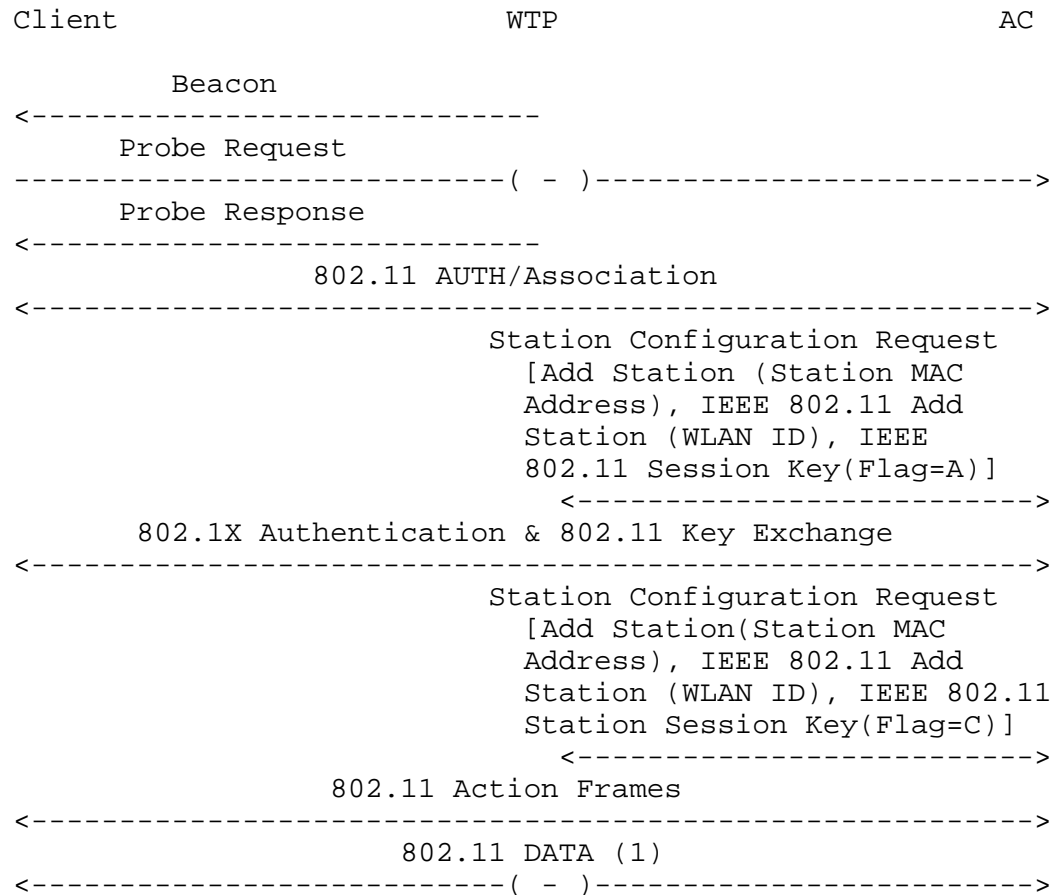 Client WTP AC
Beacon
<-----------------------------
Probe Request
----------------------------( - )------------------------->
Probe Response
<-----------------------------
802.11 AUTH/Association
<--------------------------------------------------------->
Station Configuration Request
[Add Station (Station MAC
Address), IEEE 802.11 Add
Station (WLAN ID), IEEE
802.11 Session Key(Flag=A)]
<-------------------------->
802.1X Authentication & 802.11 Key Exchange
<--------------------------------------------------------->
Station Configuration Request
[Add Station(Station MAC
Address), IEEE 802.11 Add
Station (WLAN ID), IEEE 802.11
Station Session Key(Flag=C)]
<-------------------------->
802.11 Action Frames
<--------------------------------------------------------->
802.11 DATA (1)
<---------------------------( - )------------------------->